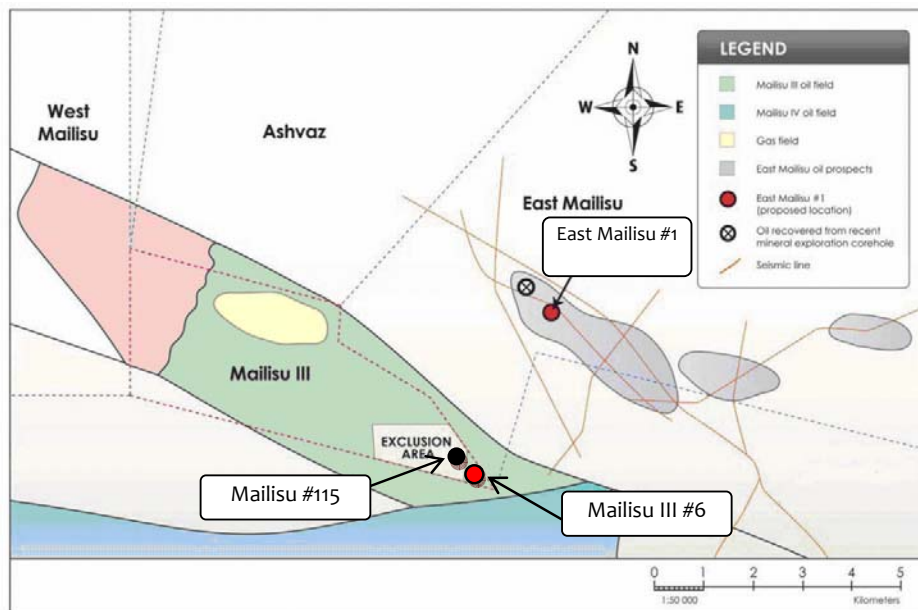 N
W
E
S
West
Mailisu
Ashvaz
East Mailisu
East Mailisu #1
Mailisu III
EXCLUSION
AREA
Mailisu #115
Mailisu III #6
LEGEND
Mailisu III oil field
Mailisu IV oil field
Gas field
East Mailisu oil prospects
East Mailisu #1
(proposed location)
Oil recovered from recent
mineral exploration corehole
Seismic line
0 1 2 3 4 5
1:50 000
Kilometers